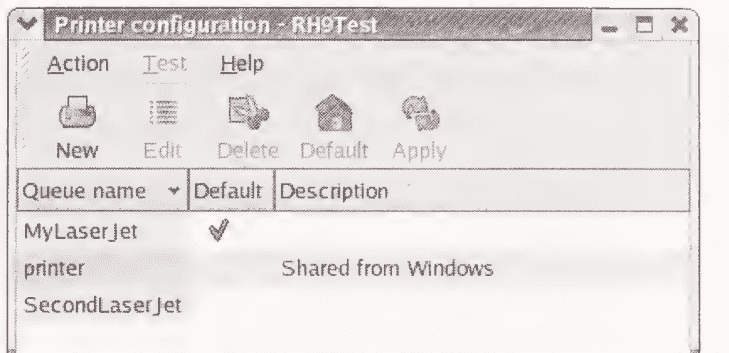 Printer configuration - RH9Test
Action Test Help
New Edit Delete Default Apply
Queue name Default Description
MyLaserJet
printer Shared from Windows
SecondLaserJet